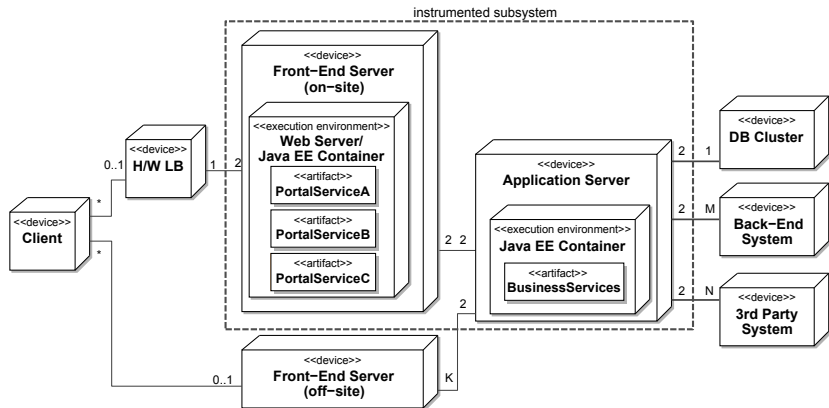 instrumented subsystem
<<device>>
Front−End Server
(on−site)
<<execution environment>>
Web Server/
Java EE Container
<<artifact>>
PortalServiceA
<<artifact>>
PortalServiceB
<<artifact>>
PortalServiceC
<<device>>
H/W LB
0..1
1
2
*
<<device>>
Client
*
2 2
<<device>>
Application Server
<<execution environment>>
Java EE Container
<<artifact>>
BusinessServices
2 1
<<device>>
DB Cluster
2 M
<<device>>
Back−End
System
2 N
<<device>>
3rd Party
System
2
K
0..1
<<device>>
Front−End Server
(off−site)